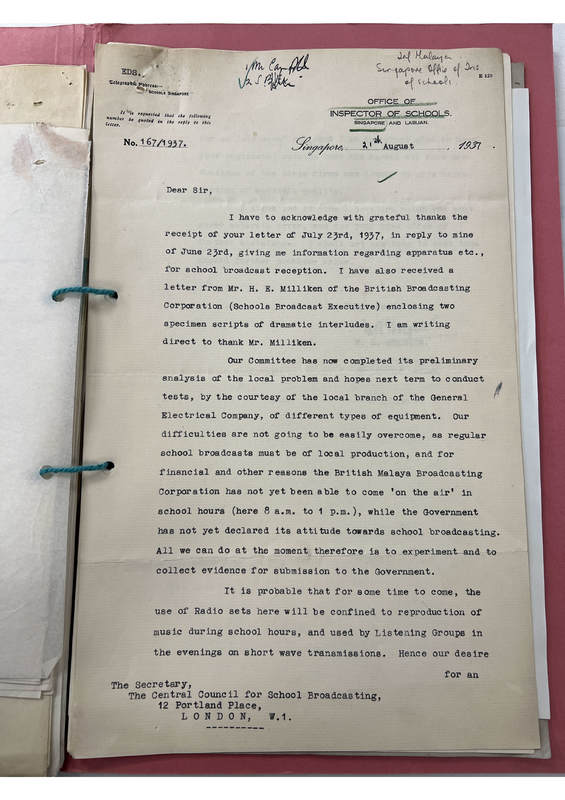 EDS.
Telegraphic Address:—
SCHOOLS SINGAPORE
It is requested that the following
number be quoted in the reply to this
letter.
No. 167/1937.
Inf Malaya
Singapore Office of Ins
of Schools
OFFICE OF
INSPECTOR OF SCHOOLS.
SINGAPORE AND LABUAN.
Singapore, 21th August 1937
Dear Sir,
I have to acknowledge with grateful thanks the
receipt of your letter of July 23rd, 1937, in reply to mine
of June 23rd, giving me information regarding apparatus etc.,
for school broadcast reception. I have also received a
letter from Mr. H. E. Milliken of the British Broadcasting
Corporation (Schools Broadcast Executive) enclosing two
specimen scripts of dramatic interludes. I am writing
direct to thank Mr. Milliken.
Our Committee has now completed its preliminary
analysis of the local problem and hopes next term to conduct
tests, by the courtesy of the local branch of the General
Electrical Company, of different types of equipment. Our
difficulties are not going to be easily overcome, as regular
school broadcasts must be of local production, and for
financial and other reasons the British Malaya Broadcasting
Corporation has not yet been able to come 'on the air' in
school hours (here 8 a.m. to 1 p.m.), while the Government
has not yet declared its attitude towards school broadcasting.
All we can do at the moment therefore is to experiment and to
collect evidence for submission to the Government.
It is probable that for some time to come, the
use of Radio sets here will be confined to reproduction of
music during school hours, and used by Listening Groups in
the evenings on short wave transmissions. Hence our desire
for an
The Secretary,
The Central Council for School Broadcasting,
12 Portland Place,
LONDON, W.1.